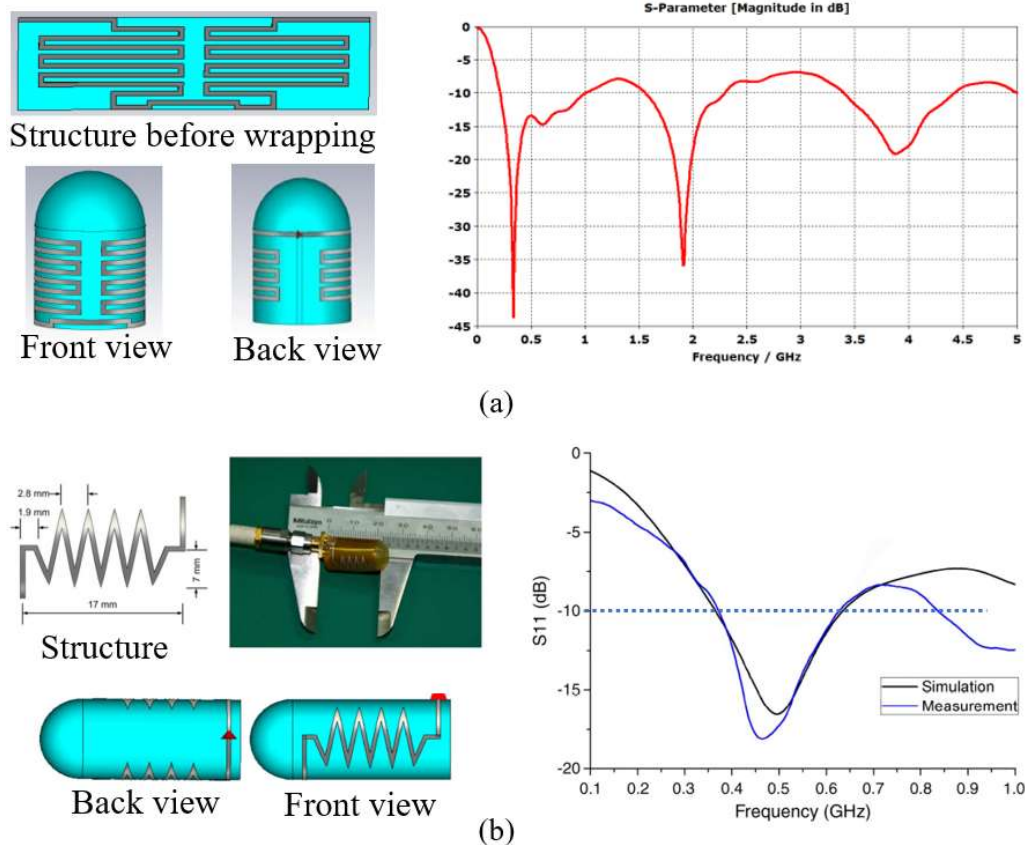 Structure before wrapping
Front view
Back view
S-Parameter [Magnitude in dB]
0
-5
-10
-15
-20
-25
-30
-35
-40
-45
0 0.5 1 1.5 2 2.5 3 3.5 4 4.5 5
Frequency / GHz
(a)
2.8 mm
1.9 mm
7 mm
17 mm
Structure
Back view
Front view
0
-5
-10
-15
-20
S11 (dB)
Simulation
Measurement
0.1 0.2 0.3 0.4 0.5 0.6 0.7 0.8 0.9 1.0
Frequency (GHz)
(b)